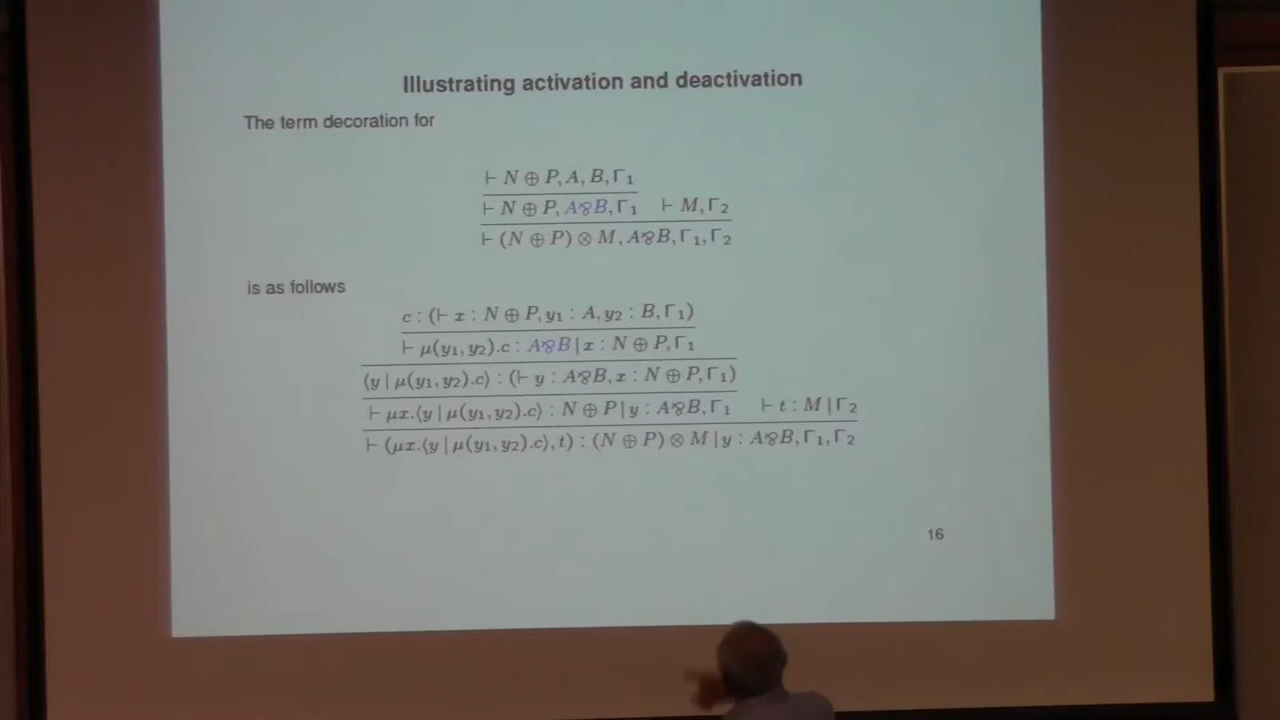 Illustrating activation and deactivation
The term decoration for
⊢ N ⊕ P, A, B, Γ₁
⊢ N ⊕ P, A⅋B, Γ₁ ⊢ M, Γ₂
⊢ (N ⊕ P) ⊗ M, A⅋B, Γ₁, Γ₂
is as follows
c : (⊢ x : N ⊕ P, y₁ : A, y₂ : B, Γ₁)
⊢ μ(y₁, y₂).c : A⅋B | x : N ⊕ P, Γ₁
⟨y | μ(y₁, y₂).c⟩ : (⊢ y : A⅋B, x : N ⊕ P, Γ₁)
⊢ μx.⟨y | μ(y₁, y₂).c⟩ : N ⊕ P | y : A⅋B, Γ₁ ⊢ t : M | Γ₂
⊢ (μx.⟨y | μ(y₁, y₂).c⟩, t) : (N ⊕ P) ⊗ M | y : A⅋B, Γ₁, Γ₂
16